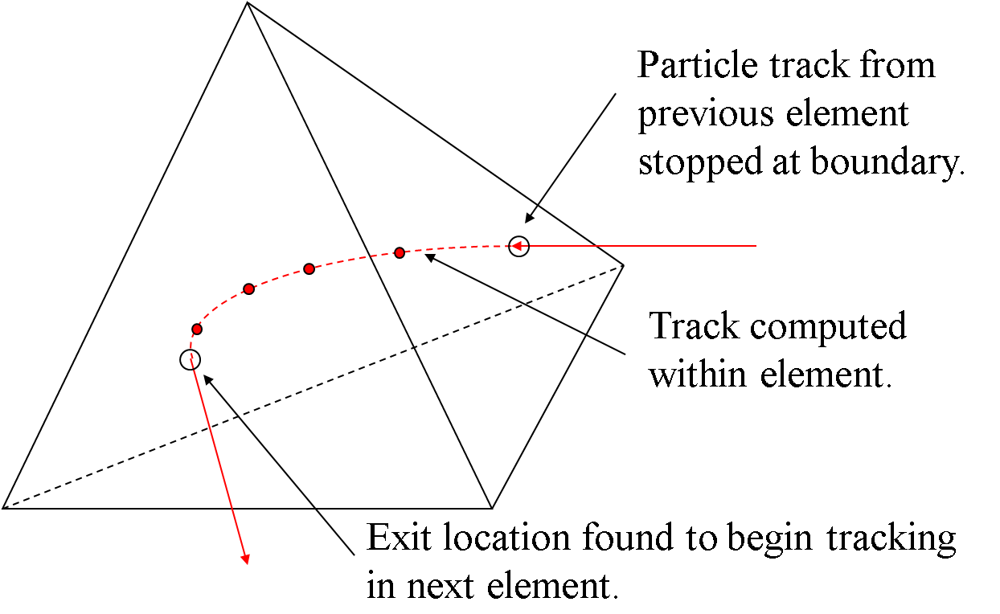 Particle track from
previous element
stopped at boundary.
Track computed
within element.
Exit location found to begin tracking
in next element.